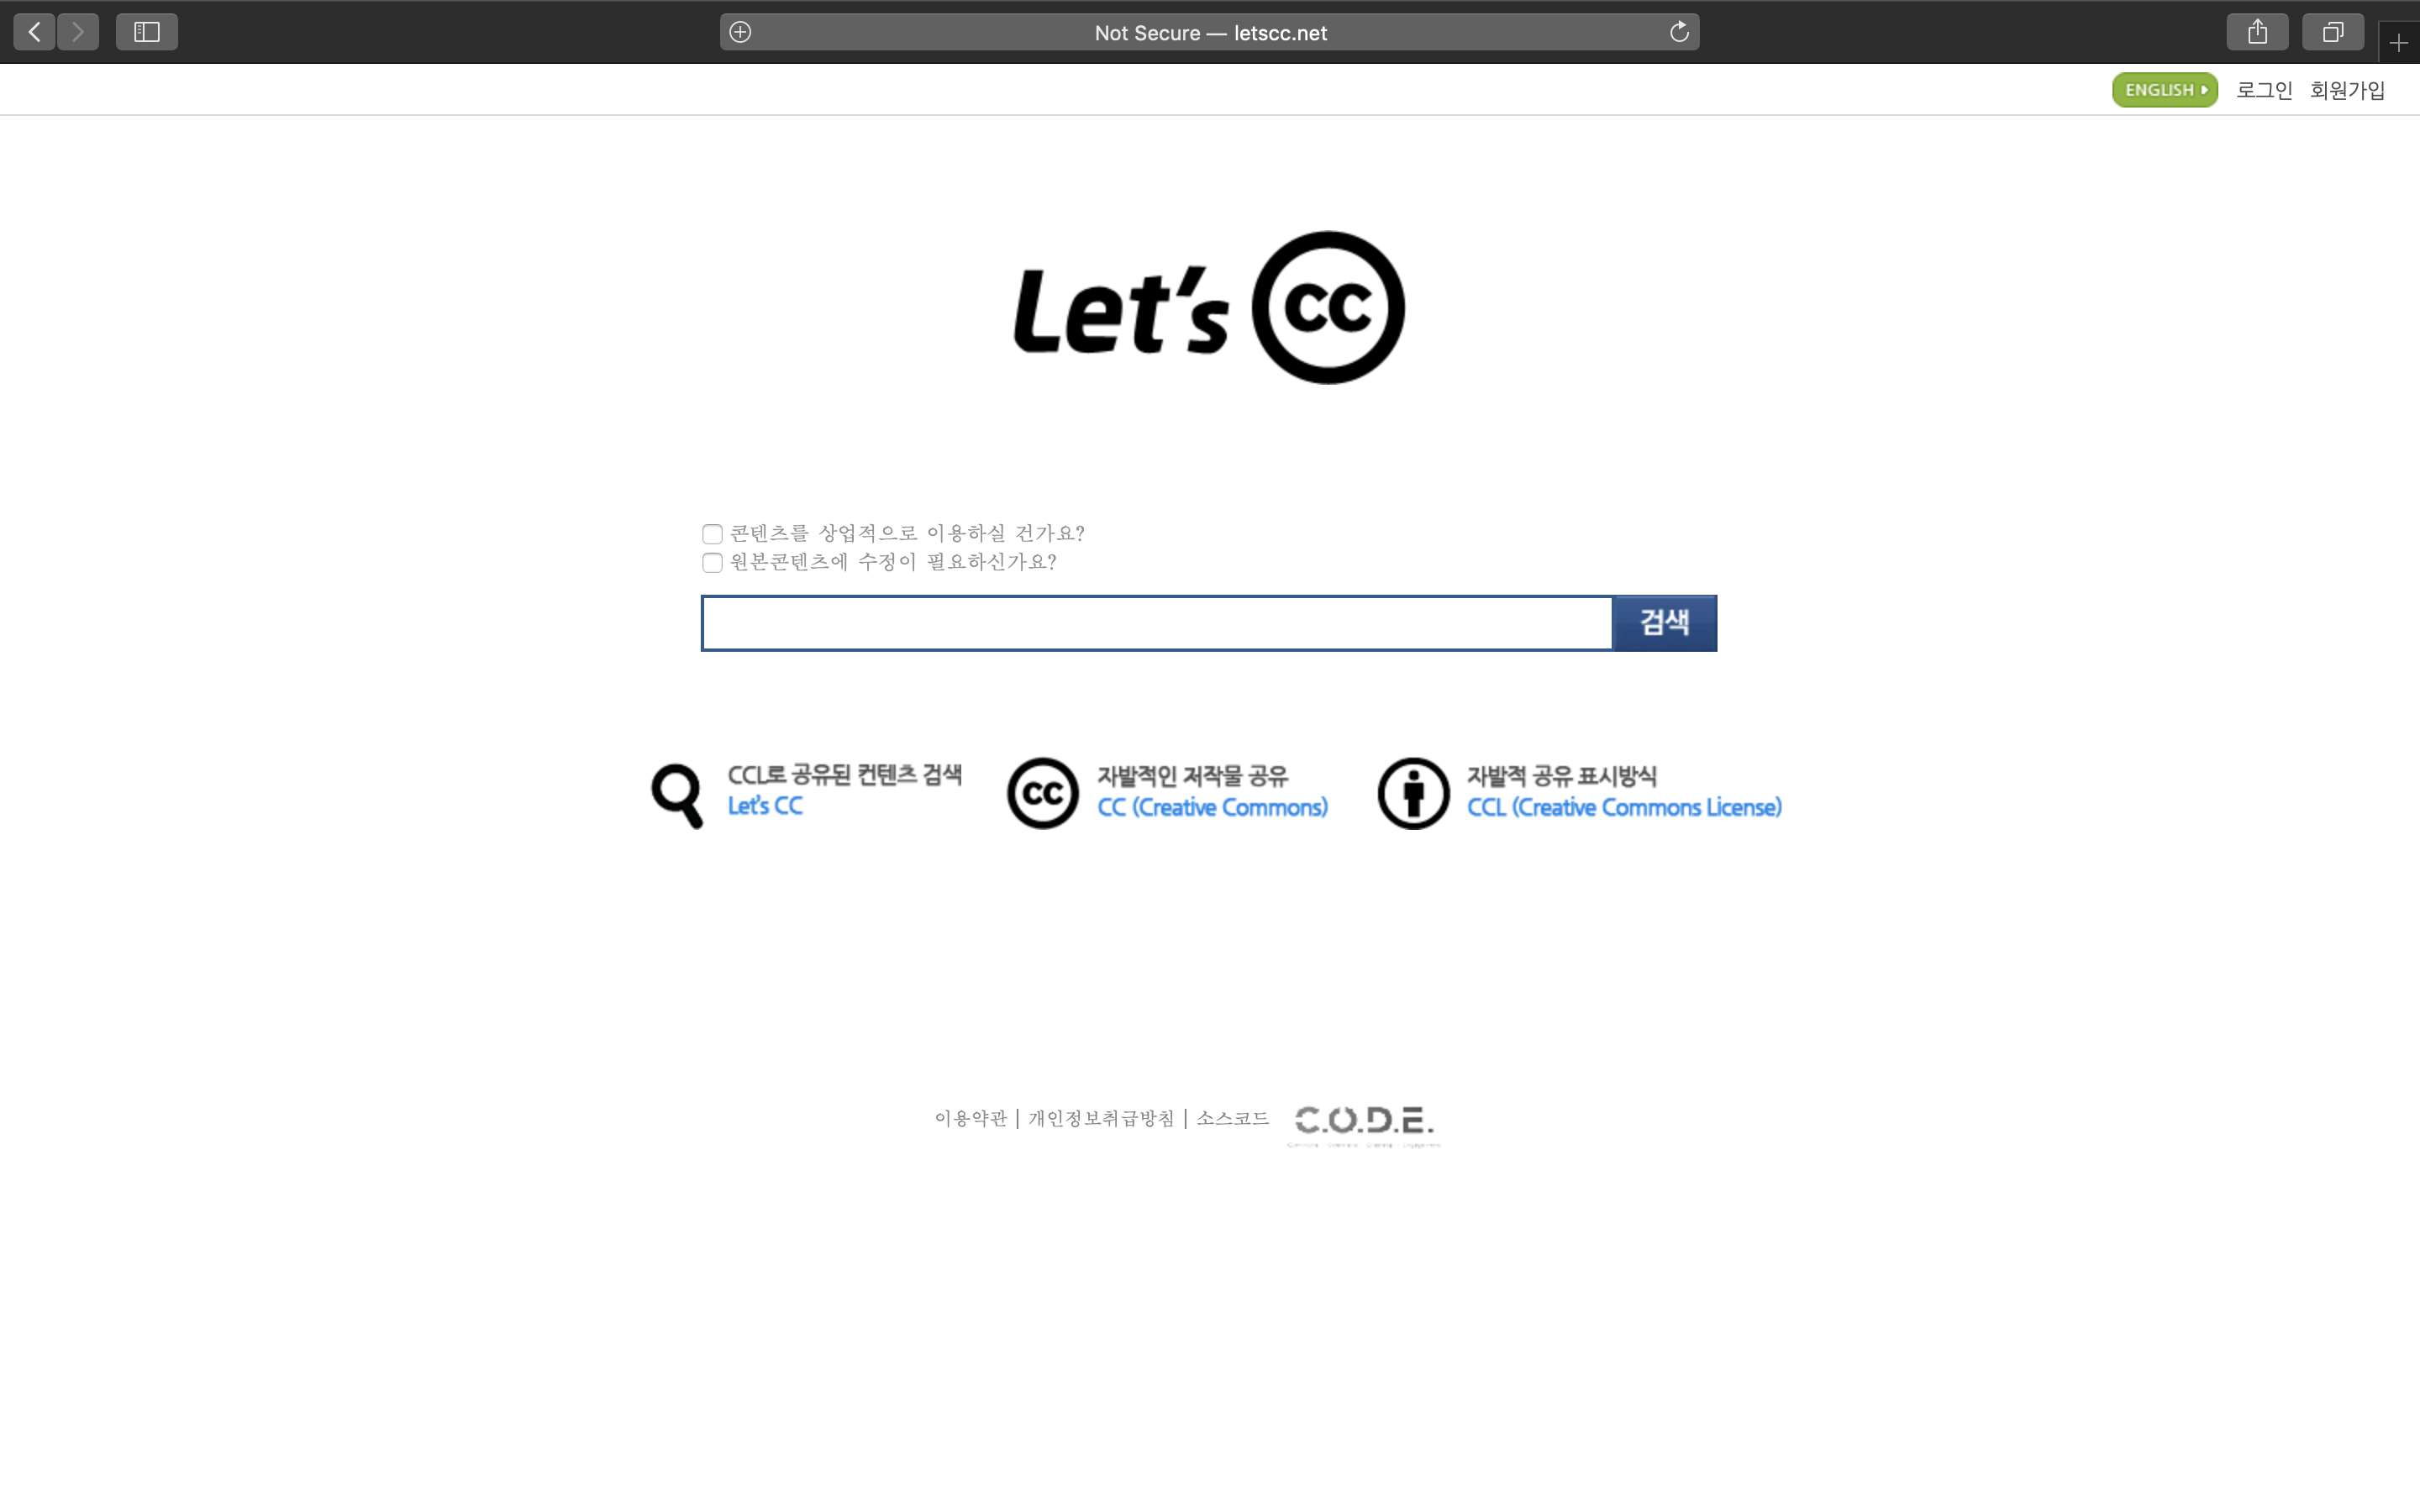 Not Secure — letscc.net
ENGLISH 로그인 회원가입
Let's cc
콘텐츠를 상업적으로 이용하실 건가요?
원본콘텐츠에 수정이 필요하신가요?
검색
CCL로 공유된 컨텐츠 검색
Let's CC
cc
자발적인 저작물 공유
CC (Creative Commons)
자발적 공유 표시방식
CCL (Creative Commons License)
이용약관 | 개인정보취급방침 | 소스코드
C.O.D.E.